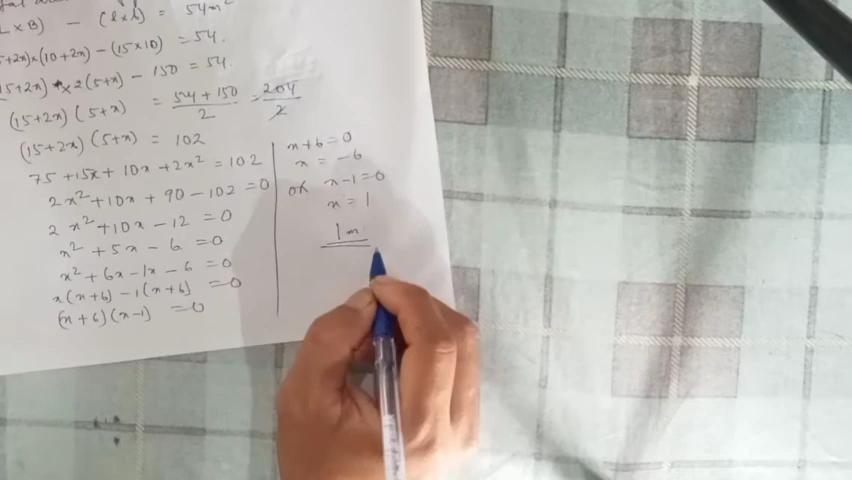 L×B) - (l×b) = 54m²
5+2x)×(10+2x) - (15×10) = 54.
(15+2x) × 2(5+x) - 150 = 54.
(15+2x)(5+x) = 54+150/2 = 204/2
(15+2x)(5+x) = 102
75+15x+10x+2x² = 102
2x²+10x+90-102 = 0
2x²+10x-12 = 0
x²+5x-6 = 0
x²+6x-1x-6 = 0
x(x+6)-1(x+6) = 0
(x+6)(x-1) = 0
x+6=0
x = -6
or x-1=0
x = 1
1m